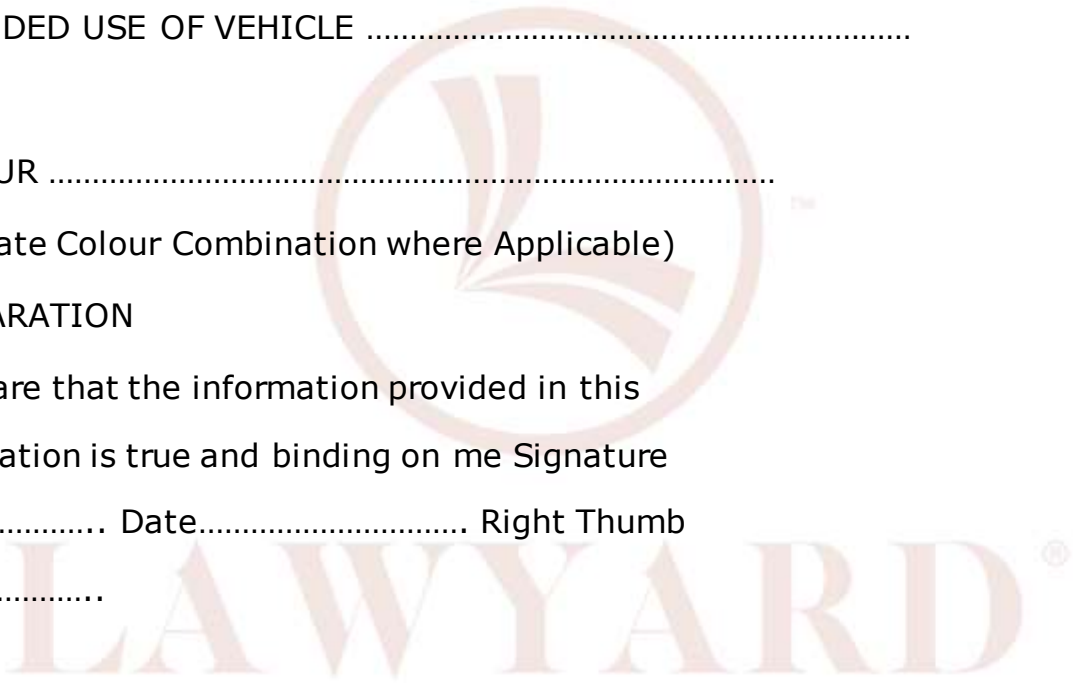 DED USE OF VEHICLE ...............................................................
UR ....................................................................................
ate Colour Combination where Applicable)
ARATION
are that the information provided in this
ation is true and binding on me Signature
............. Date............................... Right Thumb
............
LAWYARD®